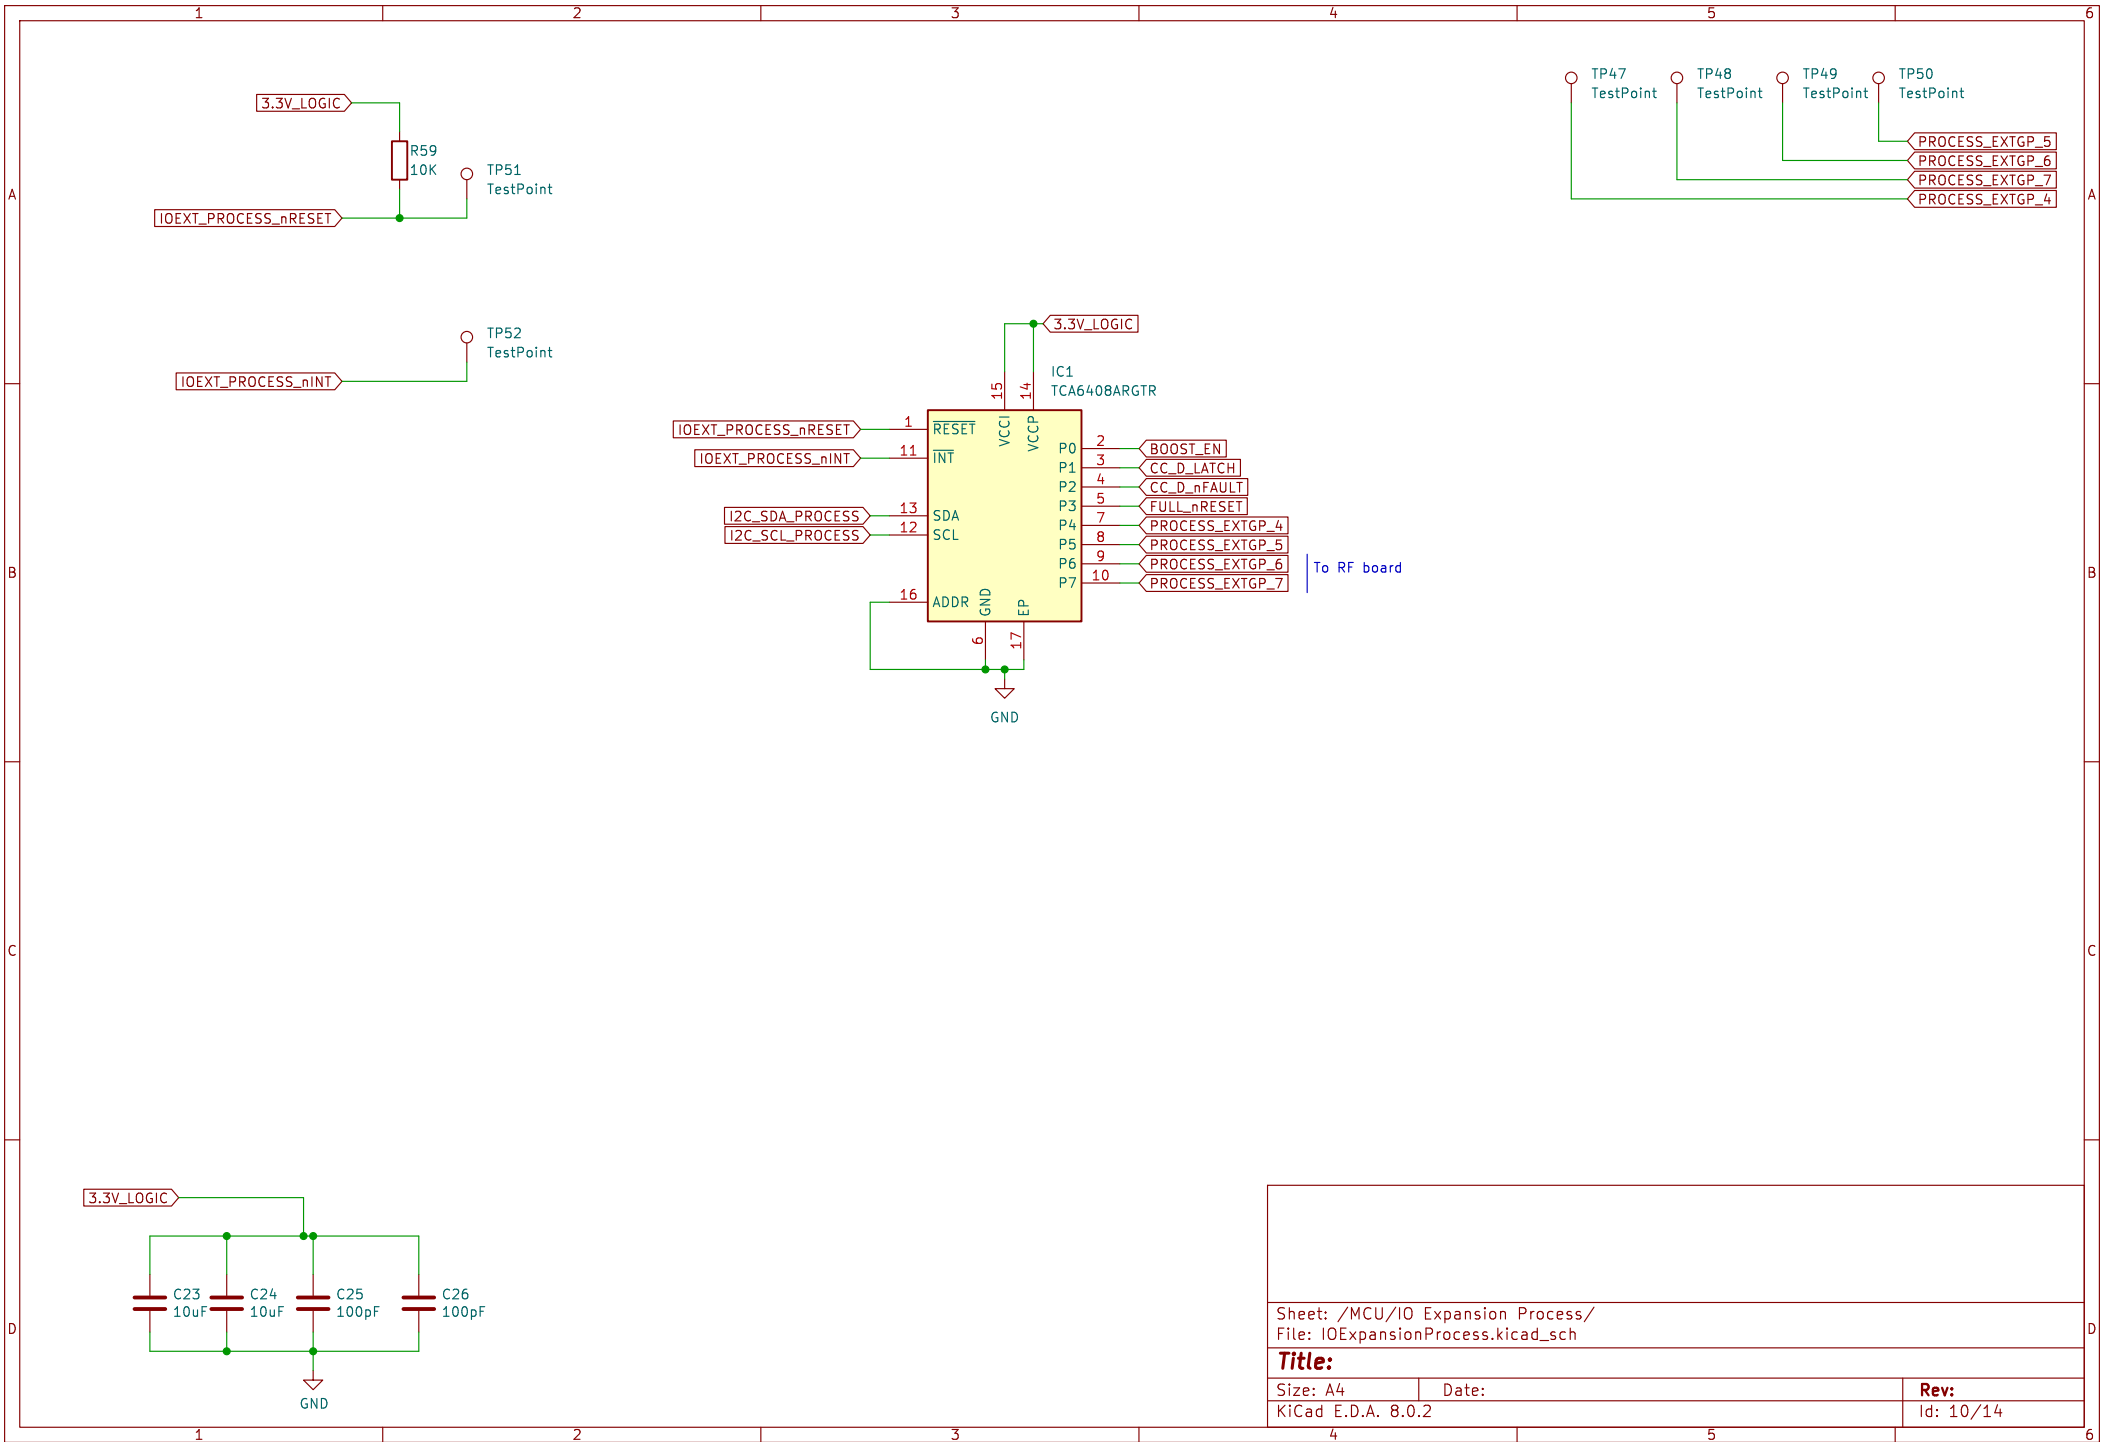 1 2 3 4 5 6
3.3V_LOGIC
R59
10K
TP51
TestPoint
IOEXT_PROCESS_nRESET
TP47
TestPoint
TP48
TestPoint
TP49
TestPoint
TP50
TestPoint
PROCESS_EXTGP_5
PROCESS_EXTGP_6
PROCESS_EXTGP_7
PROCESS_EXTGP_4
A A
TP52
TestPoint
IOEXT_PROCESS_nINT
3.3V_LOGIC
IC1
TCA6408ARGTR
15 14
VCCI VCCP
IOEXT_PROCESS_nRESET 1 RESET
IOEXT_PROCESS_nINT 11 INT
I2C_SDA_PROCESS 13 SDA
I2C_SCL_PROCESS 12 SCL
16 ADDR
P0 2 BOOST_EN
P1 3 CC_D_LATCH
P2 4 CC_D_nFAULT
P3 5 FULL_nRESET
P4 7 PROCESS_EXTGP_4
P5 8 PROCESS_EXTGP_5
P6 9 PROCESS_EXTGP_6
P7 10 PROCESS_EXTGP_7
To RF board
GND EP
6 17
GND
B B
C C
3.3V_LOGIC
C23
10uF
C24
10uF
C25
100pF
C26
100pF
GND
D D
Sheet: /MCU/IO Expansion Process/
File: IOExpansionProcess.kicad_sch
Title:
Size: A4 Date: Rev:
KiCad E.D.A. 8.0.2 Id: 10/14
1 2 3 4 5 6